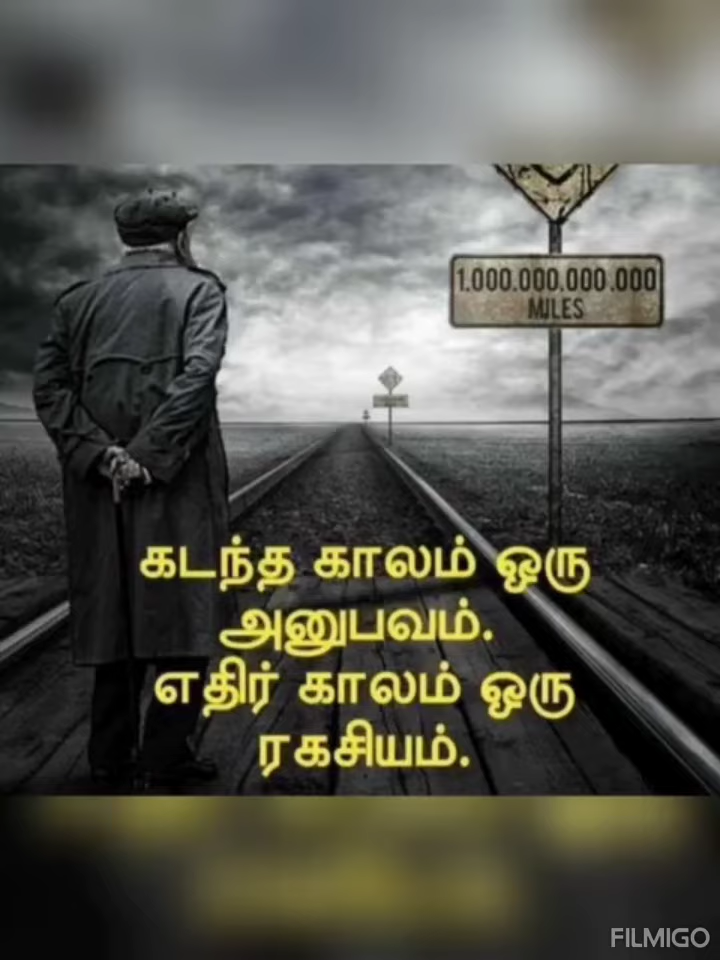 1.000.000.000.000
MILES
கடந்த காலம் ஒரு
அனுபவம்.
எதிர் காலம் ஒரு
ரகசியம்.
FILMIGO